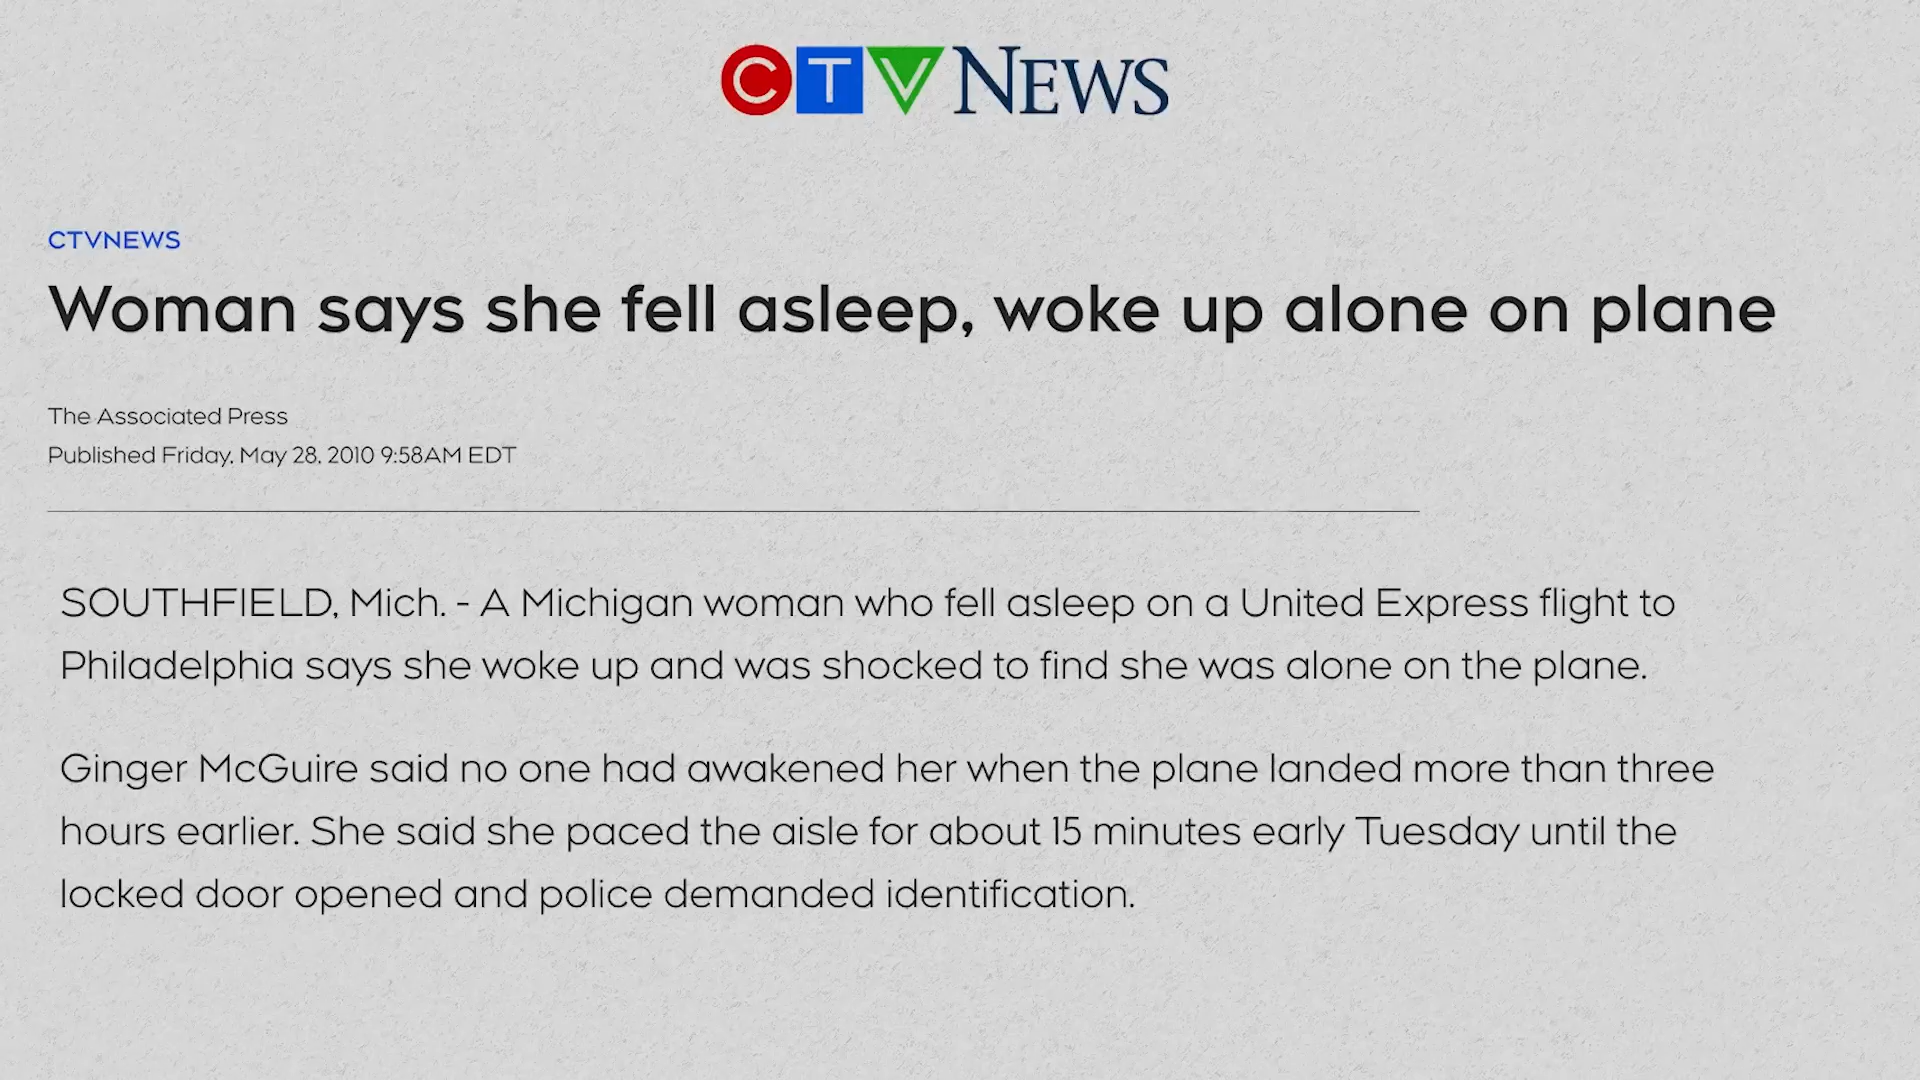 CTV NEWS
CTVNEWS
Woman says she fell asleep, woke up alone on plane
The Associated Press
Published Friday, May 28, 2010 9:58AM EDT
SOUTHFIELD, Mich. - A Michigan woman who fell asleep on a United Express flight to
Philadelphia says she woke up and was shocked to find she was alone on the plane.
Ginger McGuire said no one had awakened her when the plane landed more than three
hours earlier. She said she paced the aisle for about 15 minutes early Tuesday until the
locked door opened and police demanded identification.